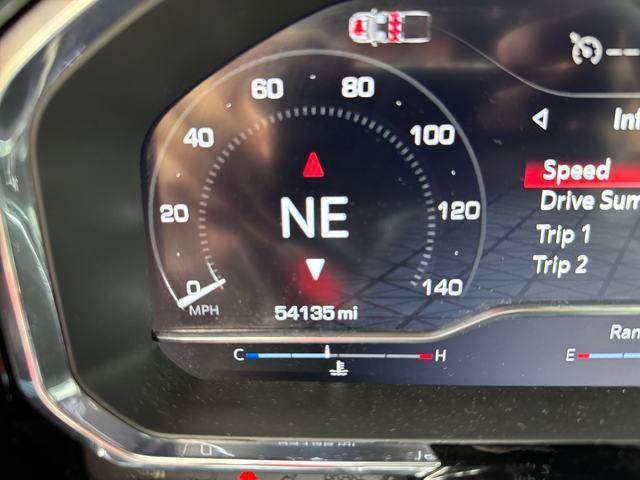 60 80
40 100
Inf
Speed
20 NE 120
Drive Sum
Trip 1
Trip 2
0 140
MPH
54135 mi
Ran
C H E